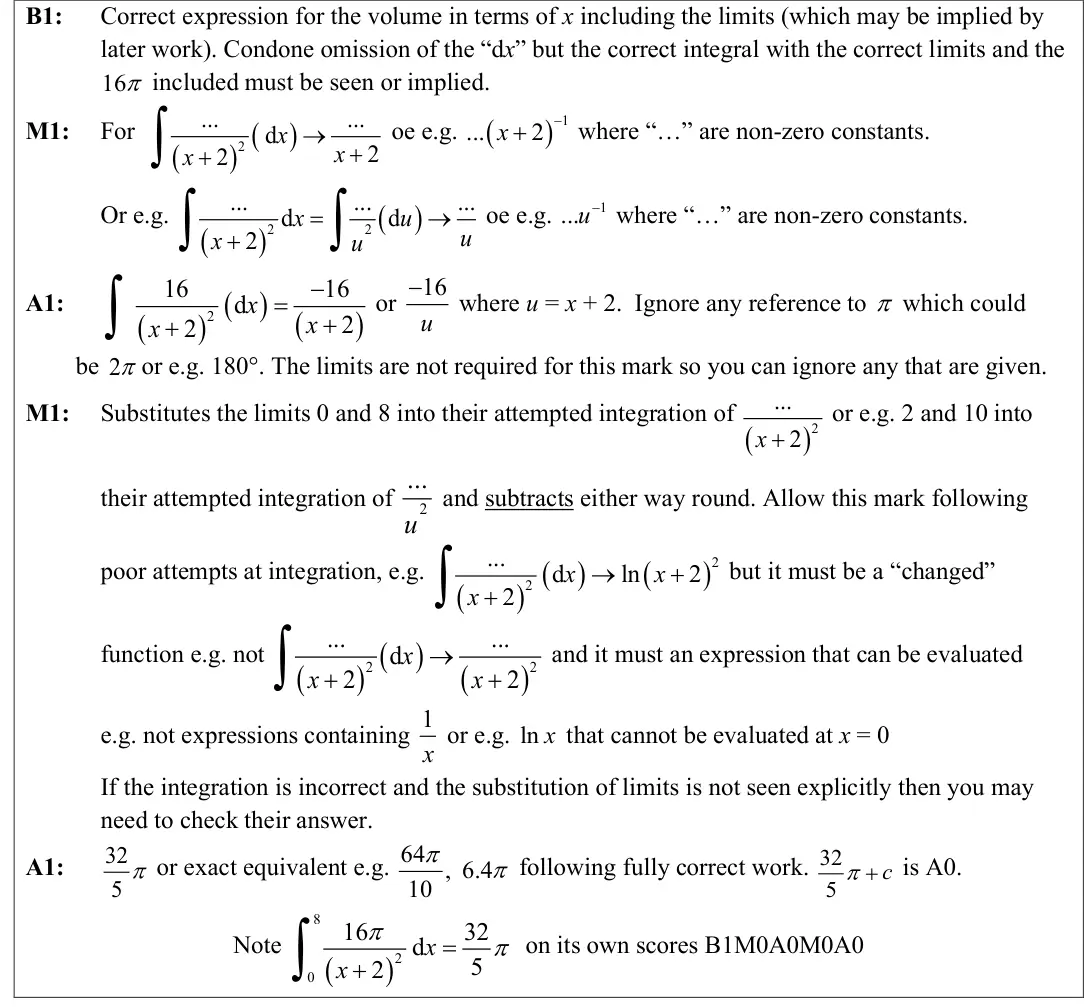 B1: Correct expression for the volume in terms of x including the limits (which may be implied by
later work). Condone omission of the “dx” but the correct integral with the correct limits and the
16π included must be seen or implied.
M1: For ∫ .../(x+2)² (dx) → .../(x+2) oe e.g. ...(x+2)⁻¹ where “…” are non-zero constants.
Or e.g. ∫ .../(x+2)² dx = ∫ .../u² (du) → .../u oe e.g. ...u⁻¹ where “…” are non-zero constants.
A1: ∫ 16/(x+2)² (dx) = −16/(x+2) or −16/u where u = x + 2. Ignore any reference to π which could
be 2π or e.g. 180°. The limits are not required for this mark so you can ignore any that are given.
M1: Substitutes the limits 0 and 8 into their attempted integration of .../(x+2)² or e.g. 2 and 10 into
their attempted integration of .../u² and subtracts either way round. Allow this mark following
poor attempts at integration, e.g. ∫ .../(x+2)² (dx) → ln(x+2)² but it must be a “changed”
function e.g. not ∫ .../(x+2)² (dx) → .../(x+2)² and it must an expression that can be evaluated
e.g. not expressions containing 1/x or e.g. ln x that cannot be evaluated at x = 0
If the integration is incorrect and the substitution of limits is not seen explicitly then you may
need to check their answer.
A1: 32/5 π or exact equivalent e.g. 64π/10, 6.4π following fully correct work. 32/5 π + c is A0.
Note ∫₀⁸ 16π/(x+2)² dx = 32/5 π on its own scores B1M0A0M0A0